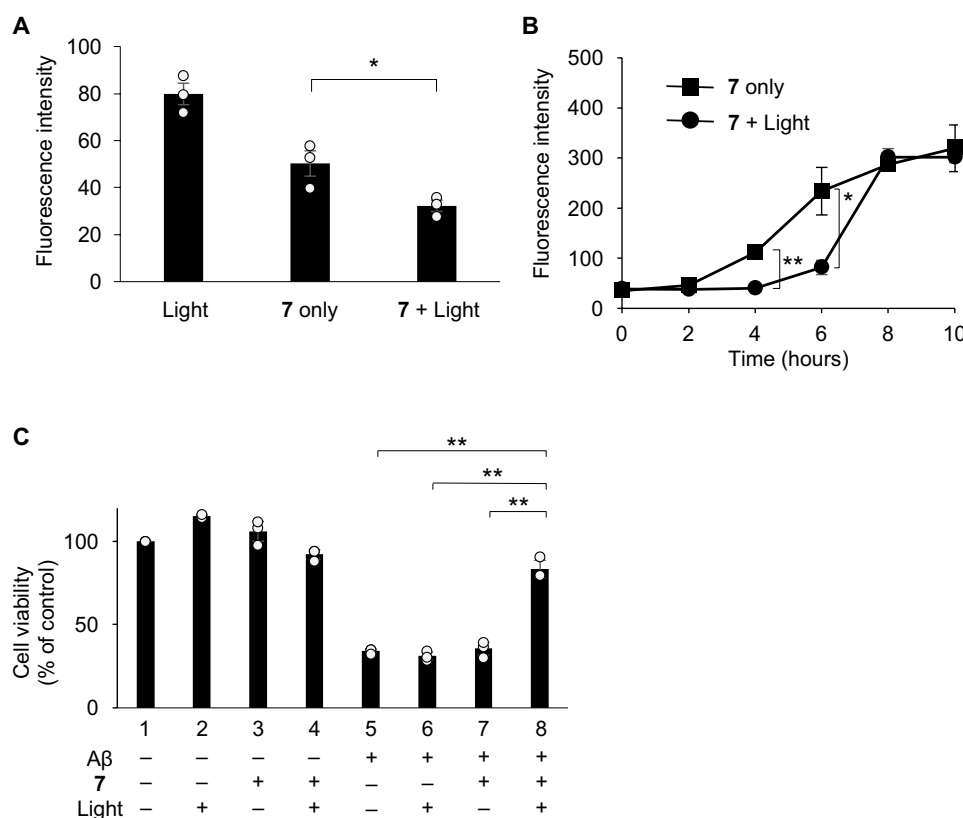 A
Fluorescence intensity
100
80
60
40
20
0
*
Light
7 only
7 + Light
B
Fluorescence intensity
500
400
300
200
100
0
7 only
7 + Light
*
**
0 2 4 6 8 10
Time (hours)
C
Cell viability
(% of control)
100
50
0
**
**
**
1 2 3 4 5 6 7 8
Aβ – – – – + + + +
7 – – + + – – + +
Light – + – + – + – +